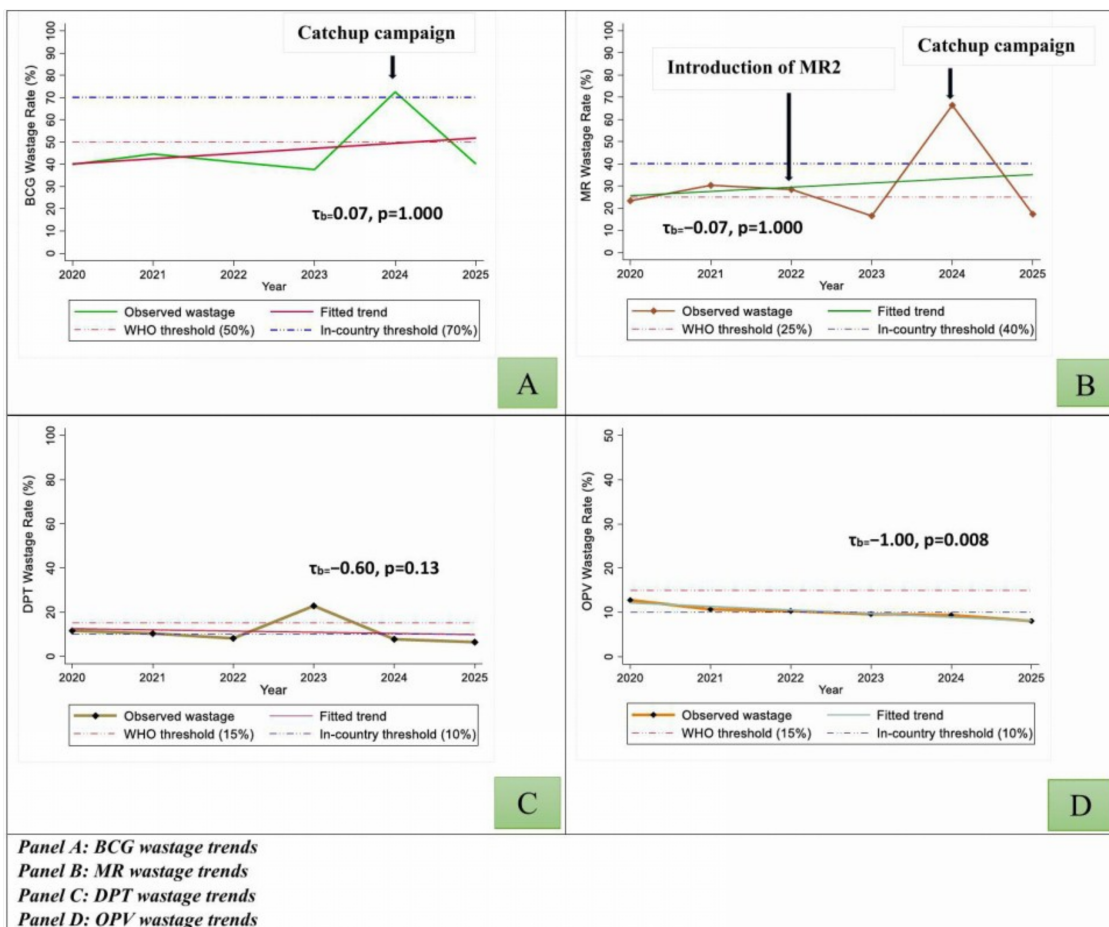 Catchup campaign
BCG Wastage Rate (%)
0 10 20 30 40 50 60 70 80 90 100
τb=0.07, p=1.000
2020 2021 2022 2023 2024 2025
Year
Observed wastage Fitted trend
WHO threshold (50%) In-country threshold (70%)
A
Catchup campaign
Introduction of MR2
MR Wastage Rate (%)
0 10 20 30 40 50 60 70 80 90 100
τb=−0.07, p=1.000
2020 2021 2022 2023 2024 2025
Year
Observed wastage Fitted trend
WHO threshold (25%) In-country threshold (40%)
B
DPT Wastage Rate (%)
0 20 40 60 80 100
τb=−0.60, p=0.13
2020 2021 2022 2023 2024 2025
Year
Observed wastage Fitted trend
WHO threshold (15%) In-country threshold (10%)
C
OPV Wastage Rate (%)
0 10 20 30 40 50
τb=−1.00, p=0.008
2020 2021 2022 2023 2024 2025
Year
Observed wastage Fitted trend
WHO threshold (15%) In-country threshold (10%)
D
Panel A: BCG wastage trends
Panel B: MR wastage trends
Panel C: DPT wastage trends
Panel D: OPV wastage trends